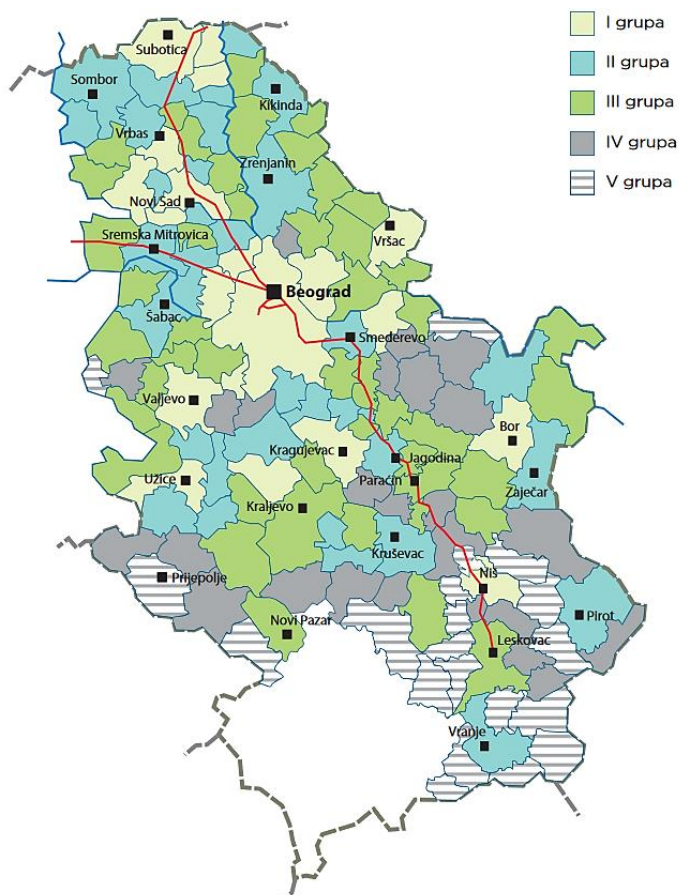 I grupa
II grupa
III grupa
IV grupa
V grupa
Subotica
Sombor
Kikinda
Vrbas
Zrenjanin
Novi Sad
Vršac
Sremska Mitrovica
Beograd
Šabac
Smederevo
Valjevo
Bor
Kragujevac
Jagodina
Zaječar
Užice
Paraćin
Kraljevo
Kruševac
Prijepolje
Niš
Pirot
Novi Pazar
Leskovac
Vranje